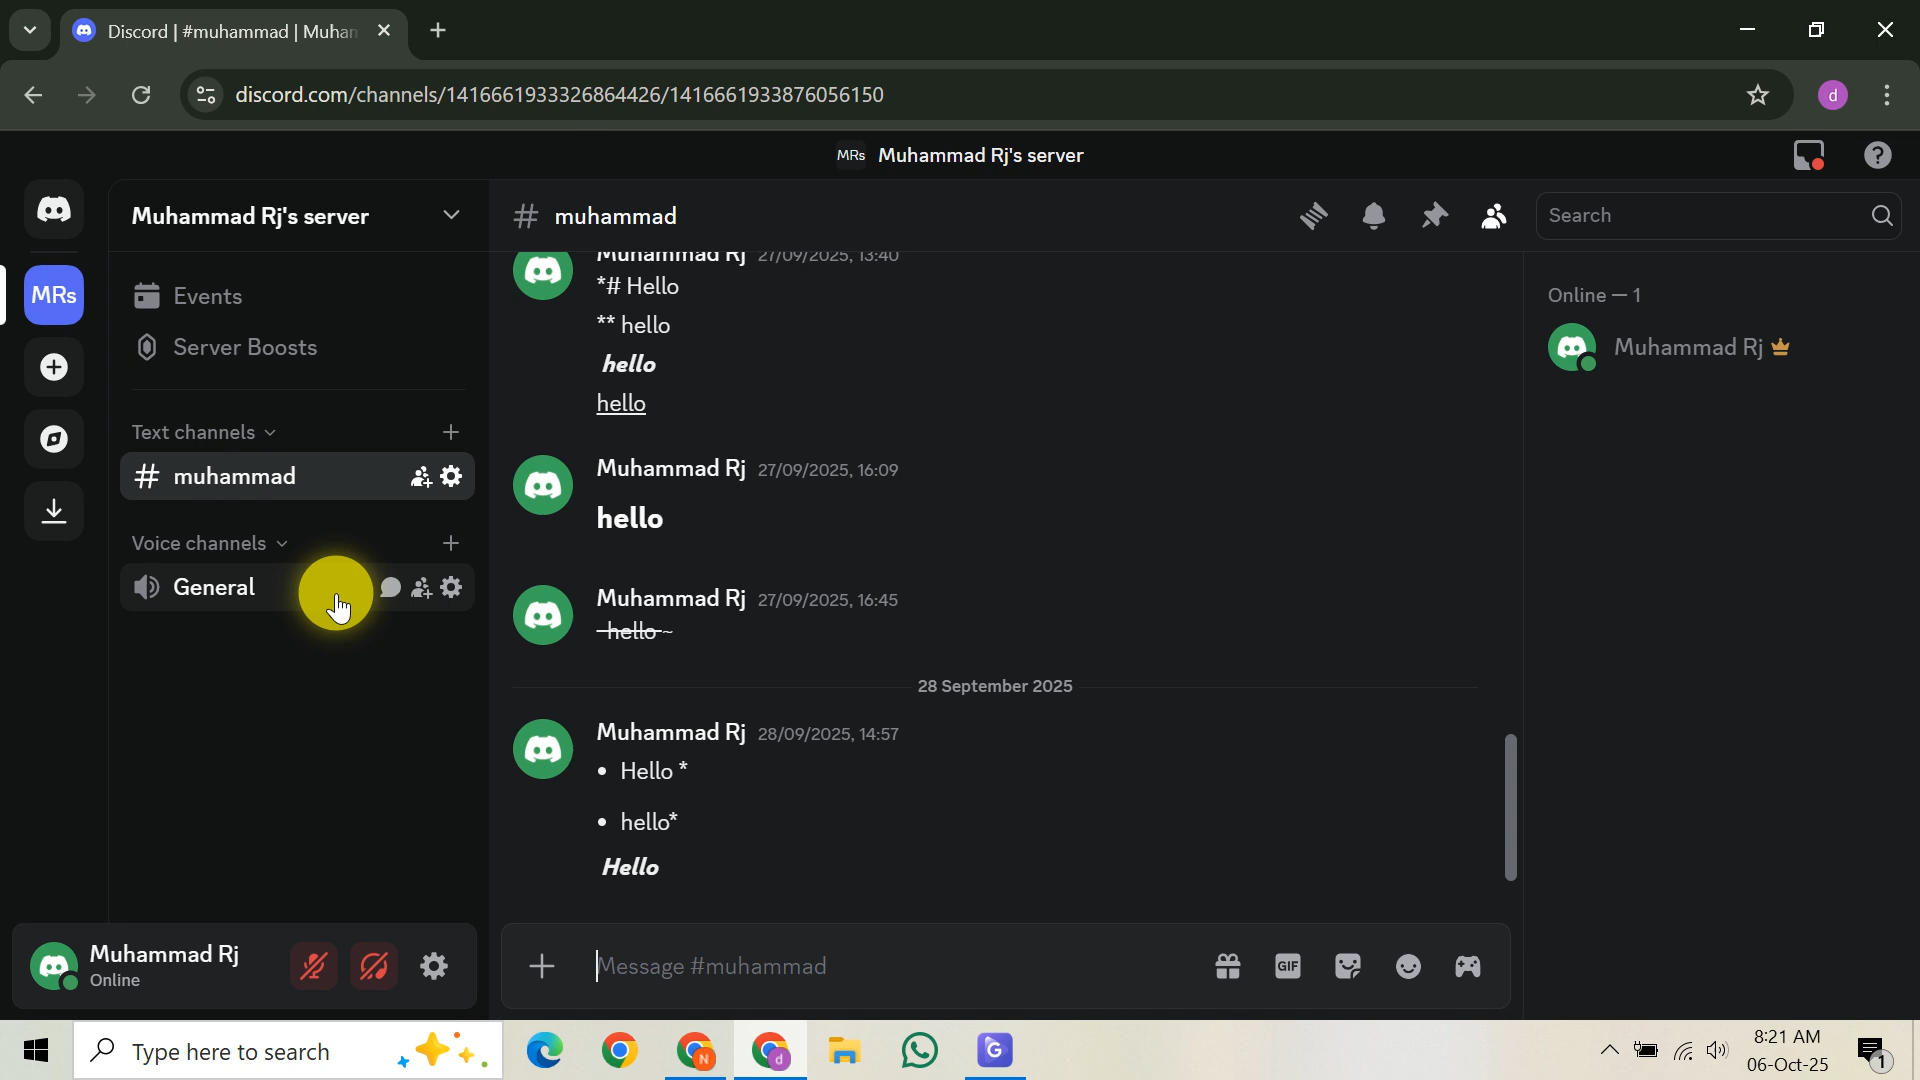 Discord | #muhammad | Muham
discord.com/channels/1416661933326864426/1416661933876056150
d
MRs Muhammad Rj's server
Muhammad Rj's server
# muhammad
Search
MRs
Events
Server Boosts
Text channels
# muhammad
Voice channels
General
Muhammad Rj 27/09/2025, 13:40
*# Hello
** hello
hello
hello
Muhammad Rj 27/09/2025, 16:09
hello
Muhammad Rj 27/09/2025, 16:45
hello ~
28 September 2025
Muhammad Rj 28/09/2025, 14:57
• Hello *
• hello*
Hello
Online — 1
Muhammad Rj
Muhammad Rj
Online
Message #muhammad
GIF
Type here to search
N
d
G
8:21 AM
06-Oct-25
1